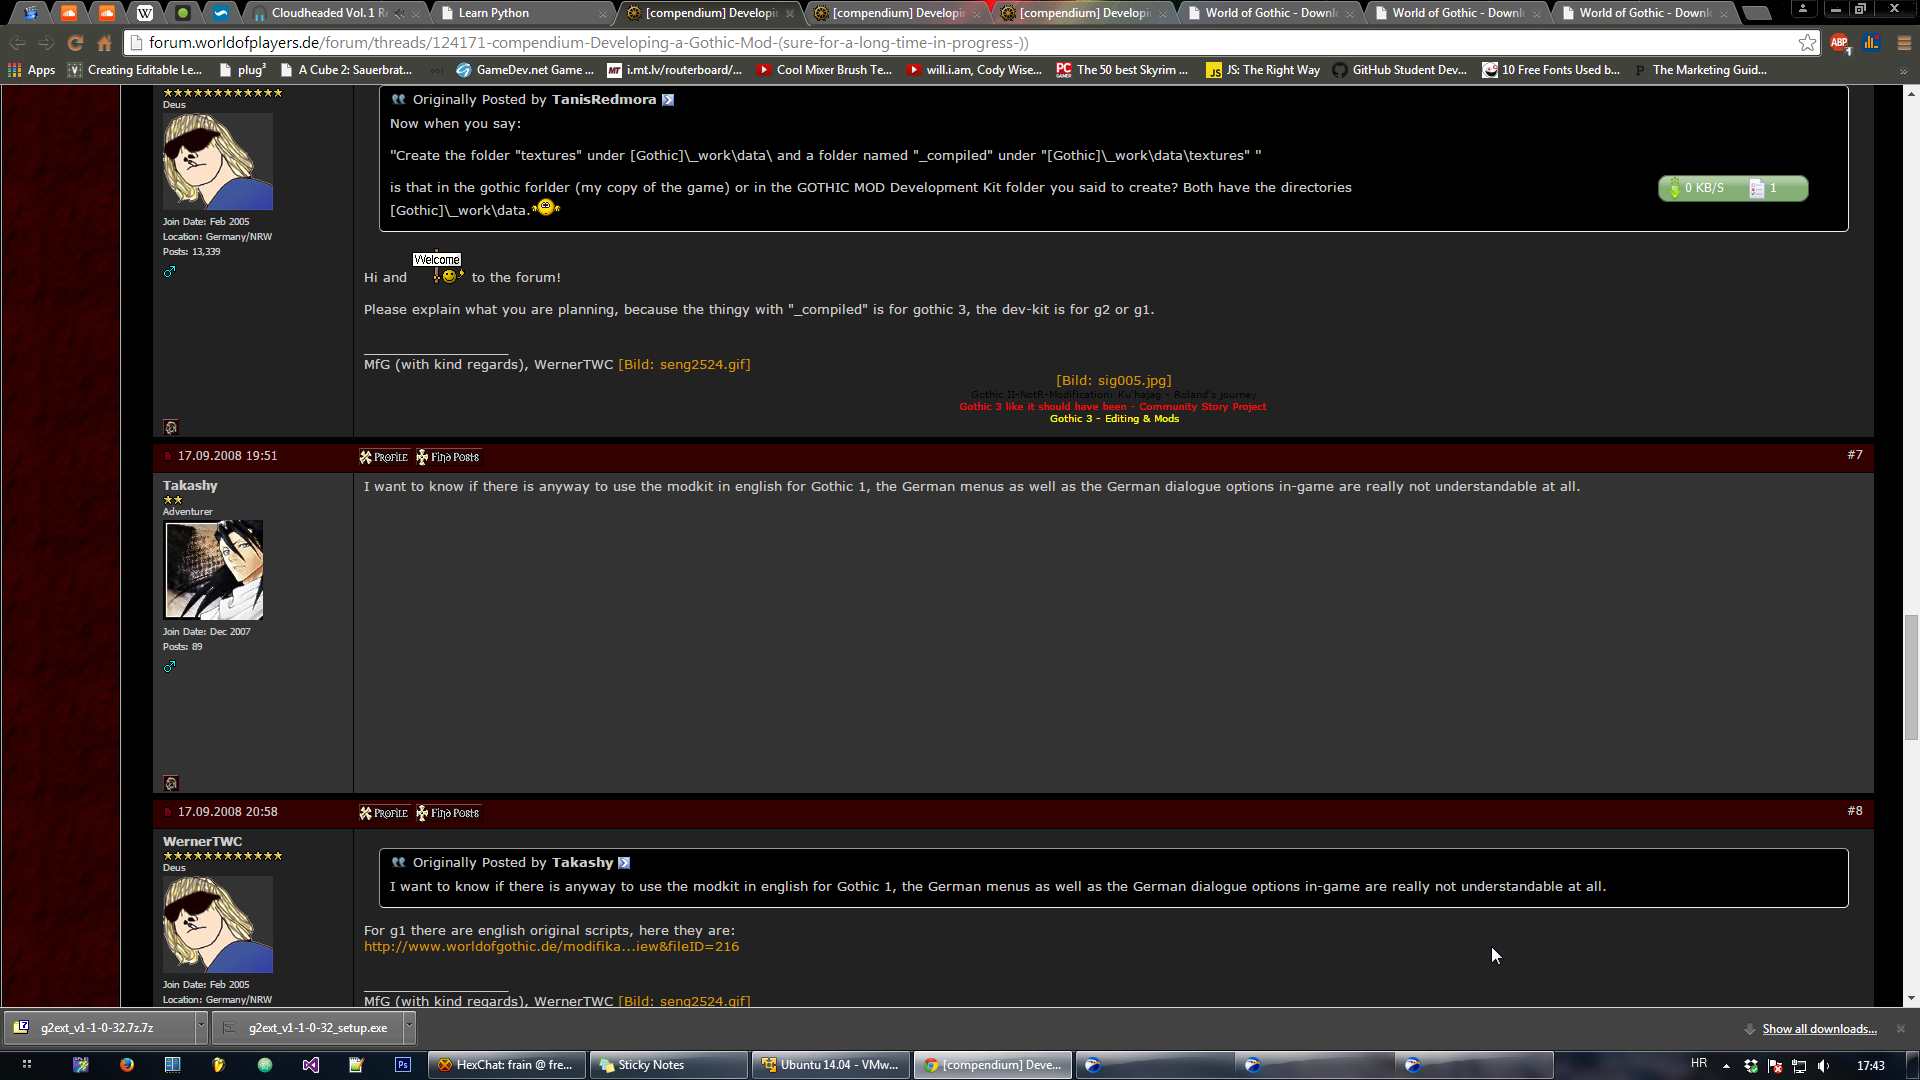 Cloudheaded Vol. 1 R
Learn Python
[compendium] Developi
[compendium] Developi
[compendium] Developi
World of Gothic - Downl
World of Gothic - Downl
World of Gothic - Downl
forum.worldofplayers.de/forum/threads/124171-compendium-Developing-a-Gothic-Mod-(sure-for-a-long-time-in-progress-))
Apps
Creating Editable Le...
plug³
A Cube 2: Sauerbrat...
GameDev.net Game ...
i.mt.lv/routerboard/...
Cool Mixer Brush Te...
will.i.am, Cody Wise...
The 50 best Skyrim ...
JS: The Right Way
GitHub Student Dev...
10 Free Fonts Used b...
The Marketing Guid...
Deus
Join Date: Feb 2005
Location: Germany/NRW
Posts: 13,339
Originally Posted by TanisRedmora
Now when you say:
"Create the folder "textures" under [Gothic]\_work\data\ and a folder named "_compiled" under "[Gothic]\_work\data\textures" "
is that in the gothic forlder (my copy of the game) or in the GOTHIC MOD Development Kit folder you said to create? Both have the directories
[Gothic]\_work\data.
0 KB/S
1
Welcome
Hi and to the forum!
Please explain what you are planning, because the thingy with "_compiled" is for gothic 3, the dev-kit is for g2 or g1.
MfG (with kind regards), WernerTWC [Bild: seng2524.gif]
[Bild: sig005.jpg]
Gothic II-NotR-Modification: Ku'hajag - Roland's journey
Gothic 3 like it should have been - Community Story Project
Gothic 3 - Editing & Mods
17.09.2008 19:51
Profile
Find Posts
#7
Takashy
Adventurer
Join Date: Dec 2007
Posts: 89
I want to know if there is anyway to use the modkit in english for Gothic 1, the German menus as well as the German dialogue options in-game are really not understandable at all.
17.09.2008 20:58
Profile
Find Posts
#8
WernerTWC
Deus
Join Date: Feb 2005
Location: Germany/NRW
Originally Posted by Takashy
I want to know if there is anyway to use the modkit in english for Gothic 1, the German menus as well as the German dialogue options in-game are really not understandable at all.
For g1 there are english original scripts, here they are:
http://www.worldofgothic.de/modifika...iew&fileID=216
MfG (with kind regards), WernerTWC [Bild: seng2524.gif]
g2ext_v1-1-0-32.7z.7z
g2ext_v1-1-0-32_setup.exe
Show all downloads...
HexChat: frain @ fre...
Sticky Notes
Ubuntu 14.04 - VMw...
[compendium] Deve...
HR
17:43